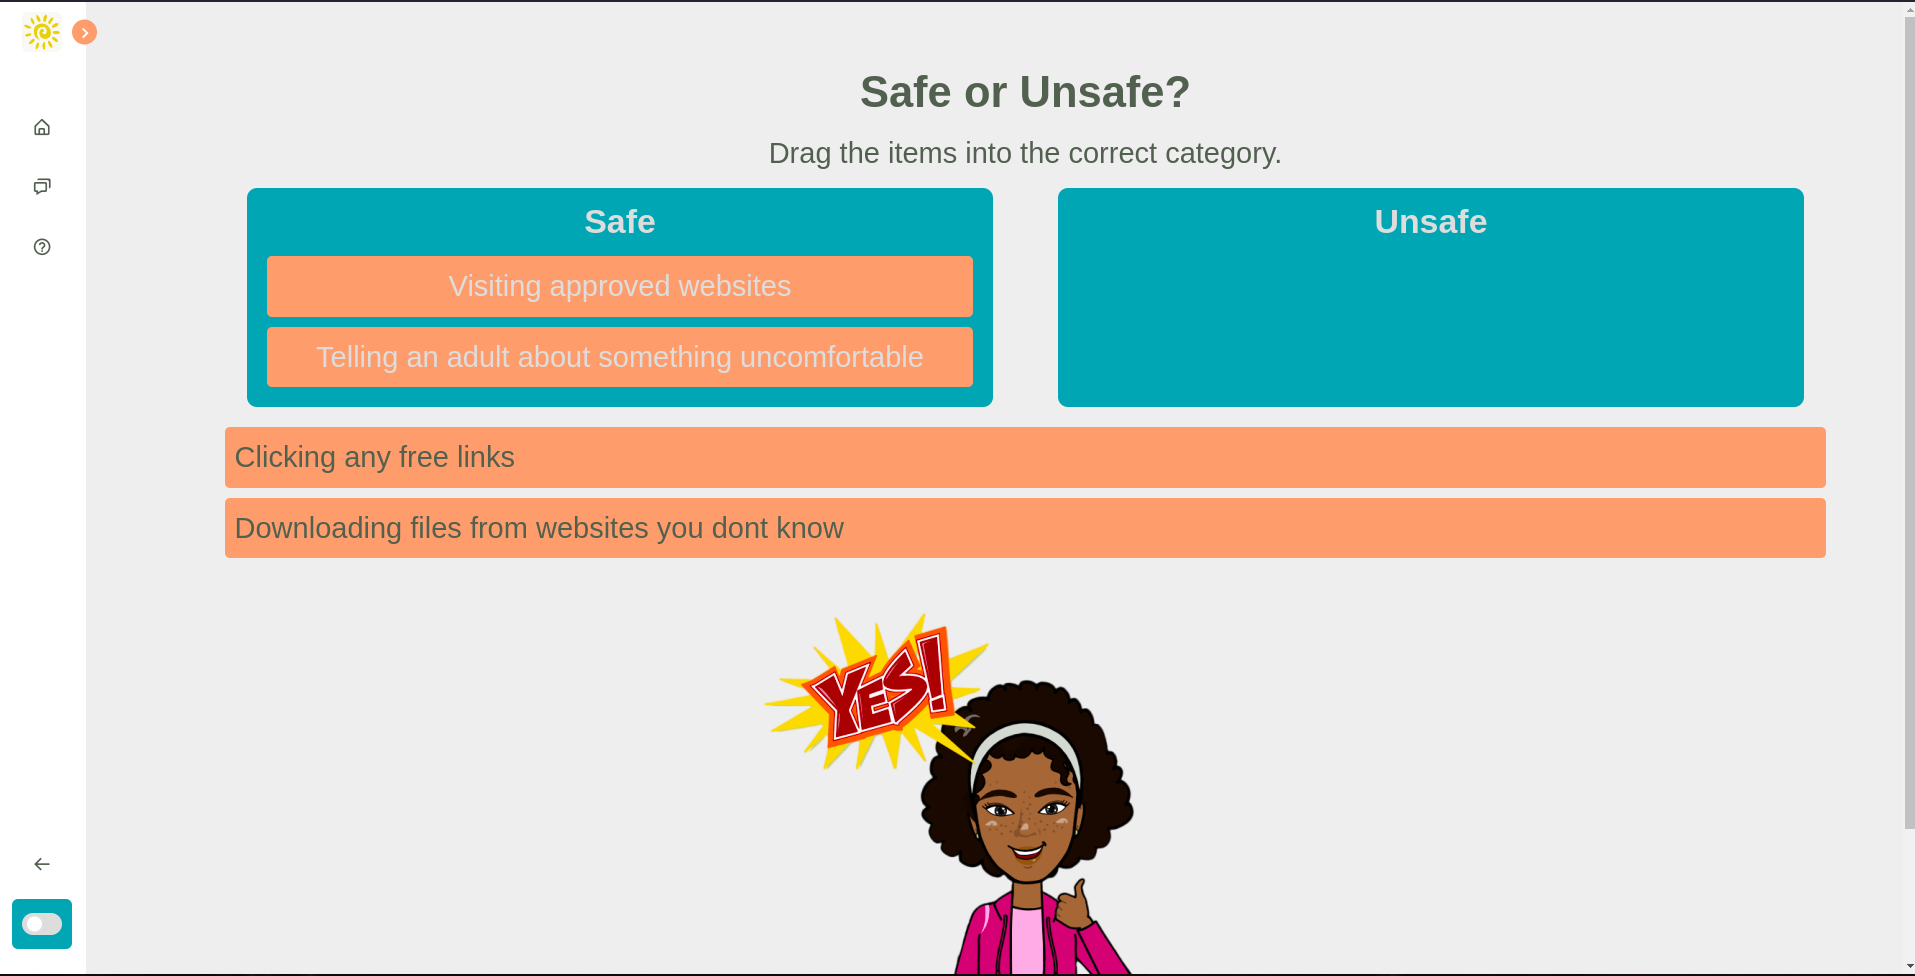 Safe or Unsafe?
Drag the items into the correct category.
Safe
Visiting approved websites
Telling an adult about something uncomfortable
Unsafe
Clicking any free links
Downloading files from websites you dont know
YES!